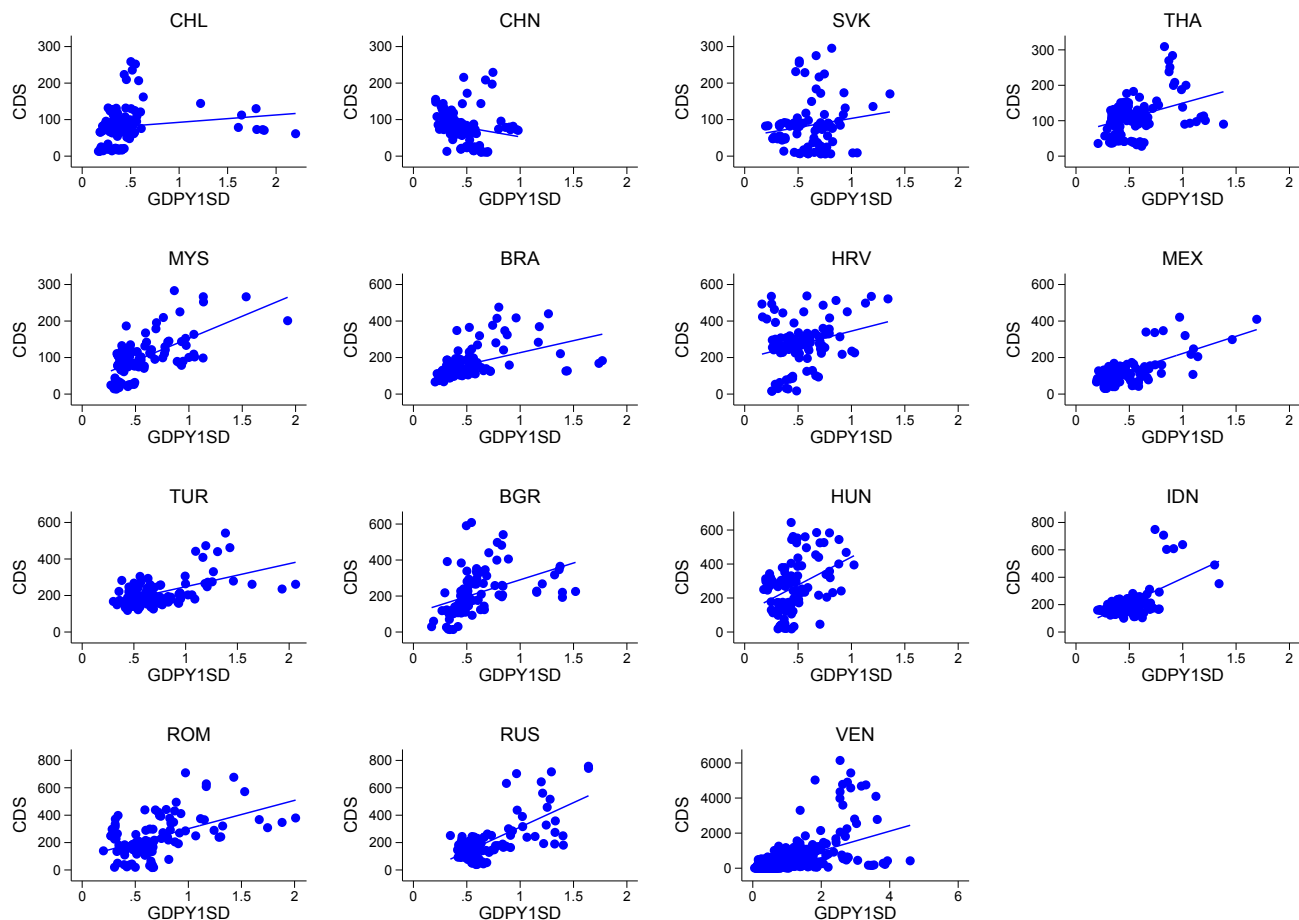 CHL CHN SVK THA
CDS 300 200 100 0
0 .5 1 1.5 2
GDPY1SD
CDS 300 200 100 0
0 .5 1 1.5 2
GDPY1SD
CDS 300 200 100 0
0 .5 1 1.5 2
GDPY1SD
CDS 300 200 100 0
0 .5 1 1.5 2
GDPY1SD
MYS BRA HRV MEX
CDS 300 200 100 0
0 .5 1 1.5 2
GDPY1SD
CDS 600 400 200 0
0 .5 1 1.5 2
GDPY1SD
CDS 600 400 200 0
0 .5 1 1.5 2
GDPY1SD
CDS 600 400 200 0
0 .5 1 1.5 2
GDPY1SD
TUR BGR HUN IDN
CDS 600 400 200 0
0 .5 1 1.5 2
GDPY1SD
CDS 600 400 200 0
0 .5 1 1.5 2
GDPY1SD
CDS 600 400 200 0
0 .5 1 1.5 2
GDPY1SD
CDS 800 600 400 200 0
0 .5 1 1.5 2
GDPY1SD
ROM RUS VEN
CDS 800 600 400 200 0
0 .5 1 1.5 2
GDPY1SD
CDS 800 600 400 200 0
0 .5 1 1.5 2
GDPY1SD
CDS 6000 4000 2000 0
0 2 4 6
GDPY1SD